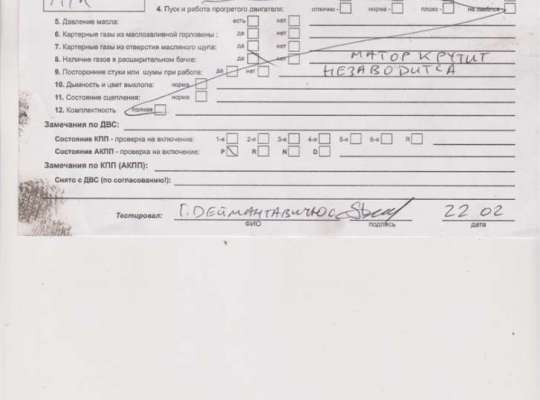 4. Пуск и работа прогретого двигателя: отлично - нет - плохо - не завелся -
5. Давление масла: есть нет
6. Картерные газы из маслозаливной горловины : да нет
7. Картерные газы из отверстия масляного щупа: да нет
8. Наличие газов в расширительном бачке: да нет МАТОР КРУТИТ
9. Посторонние стуки или шумы при работе: да нет НЕЗАВОДИТСА
10. Дымность и цвет выхлопа: норма
11. Состояние сцепления: норма
12. Комплектность полная
Замечания по ДВС:
Состояние КПП - проверка на включение: 1-я 2-я 3-я 4-я 5-я 6-я R
Состояние АКПП - проверка на включение: P R N D
Замечания по КПП (АКПП):
Снято с ДВС (по согласованию!):
Тестировал: Г. ДЕЙМАНТАВИЧЮС 22 02
ФИО подпись дата